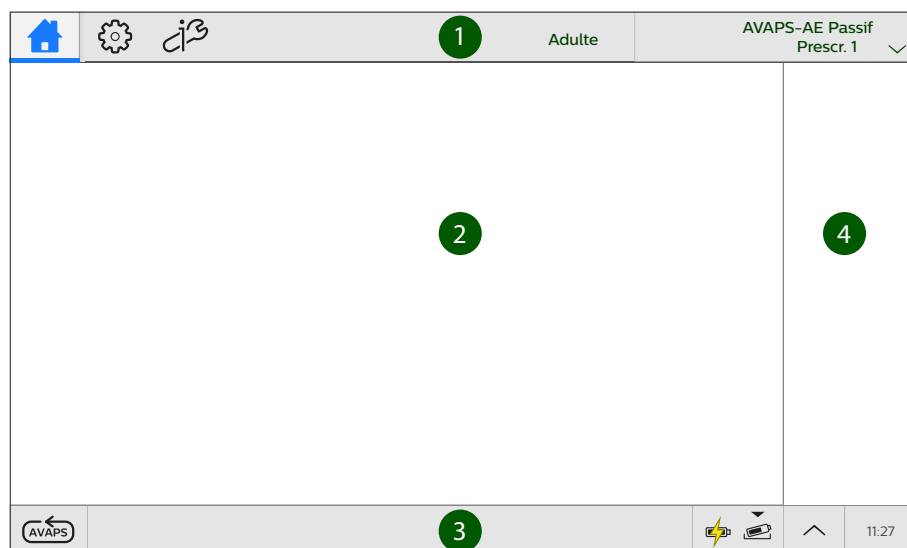 1
Adulte
AVAPS-AE Passif
Prescr. 1
2
4
AVAPS
3
11:27